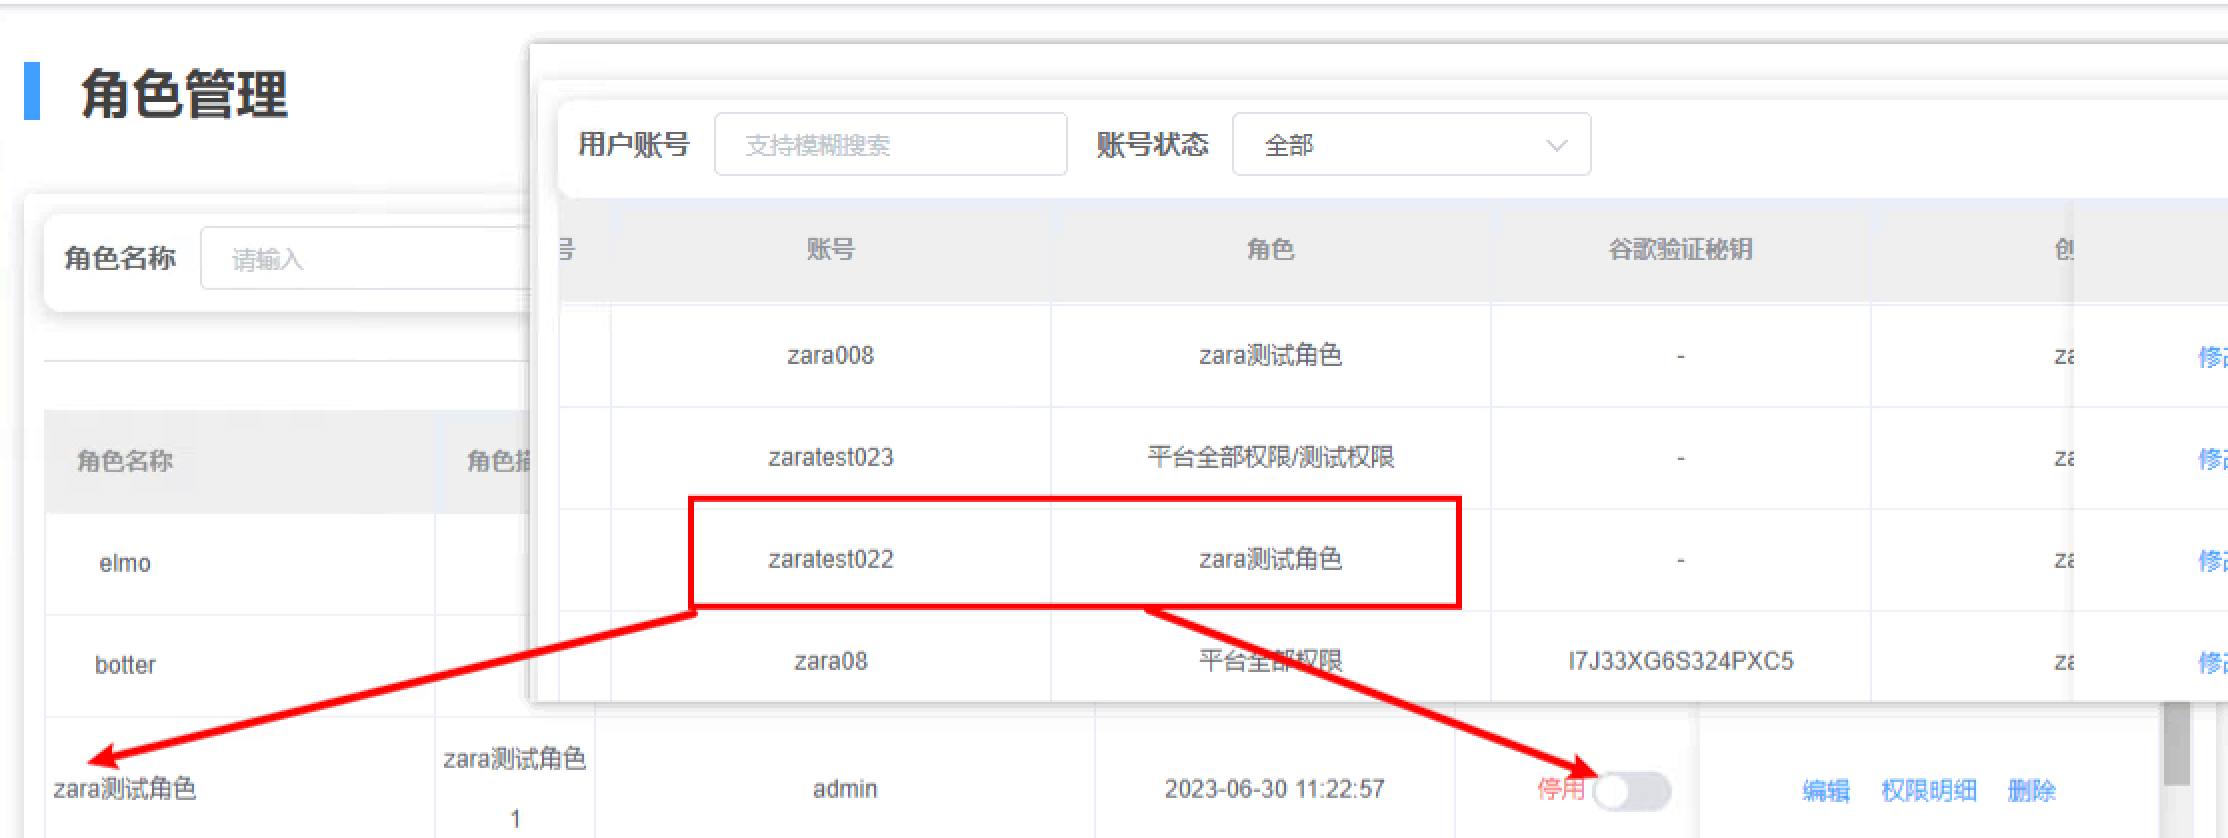 角色管理
用户账号 支持模糊搜索 账号状态 全部
角色名称 请输入
号 账号 角色 谷歌验证秘钥 创
zara008 zara测试角色 - za 修改
zaratest023 平台全部权限/测试权限 - za 修改
角色名称 角色描
zaratest022 zara测试角色 - za 修改
elmo
zara08 平台全部权限 I7J33XG6S324PXC5 za 修改
botter
zara测试角色 zara测试角色 admin 2023-06-30 11:22:57 停用 编辑 权限明细 删除
1